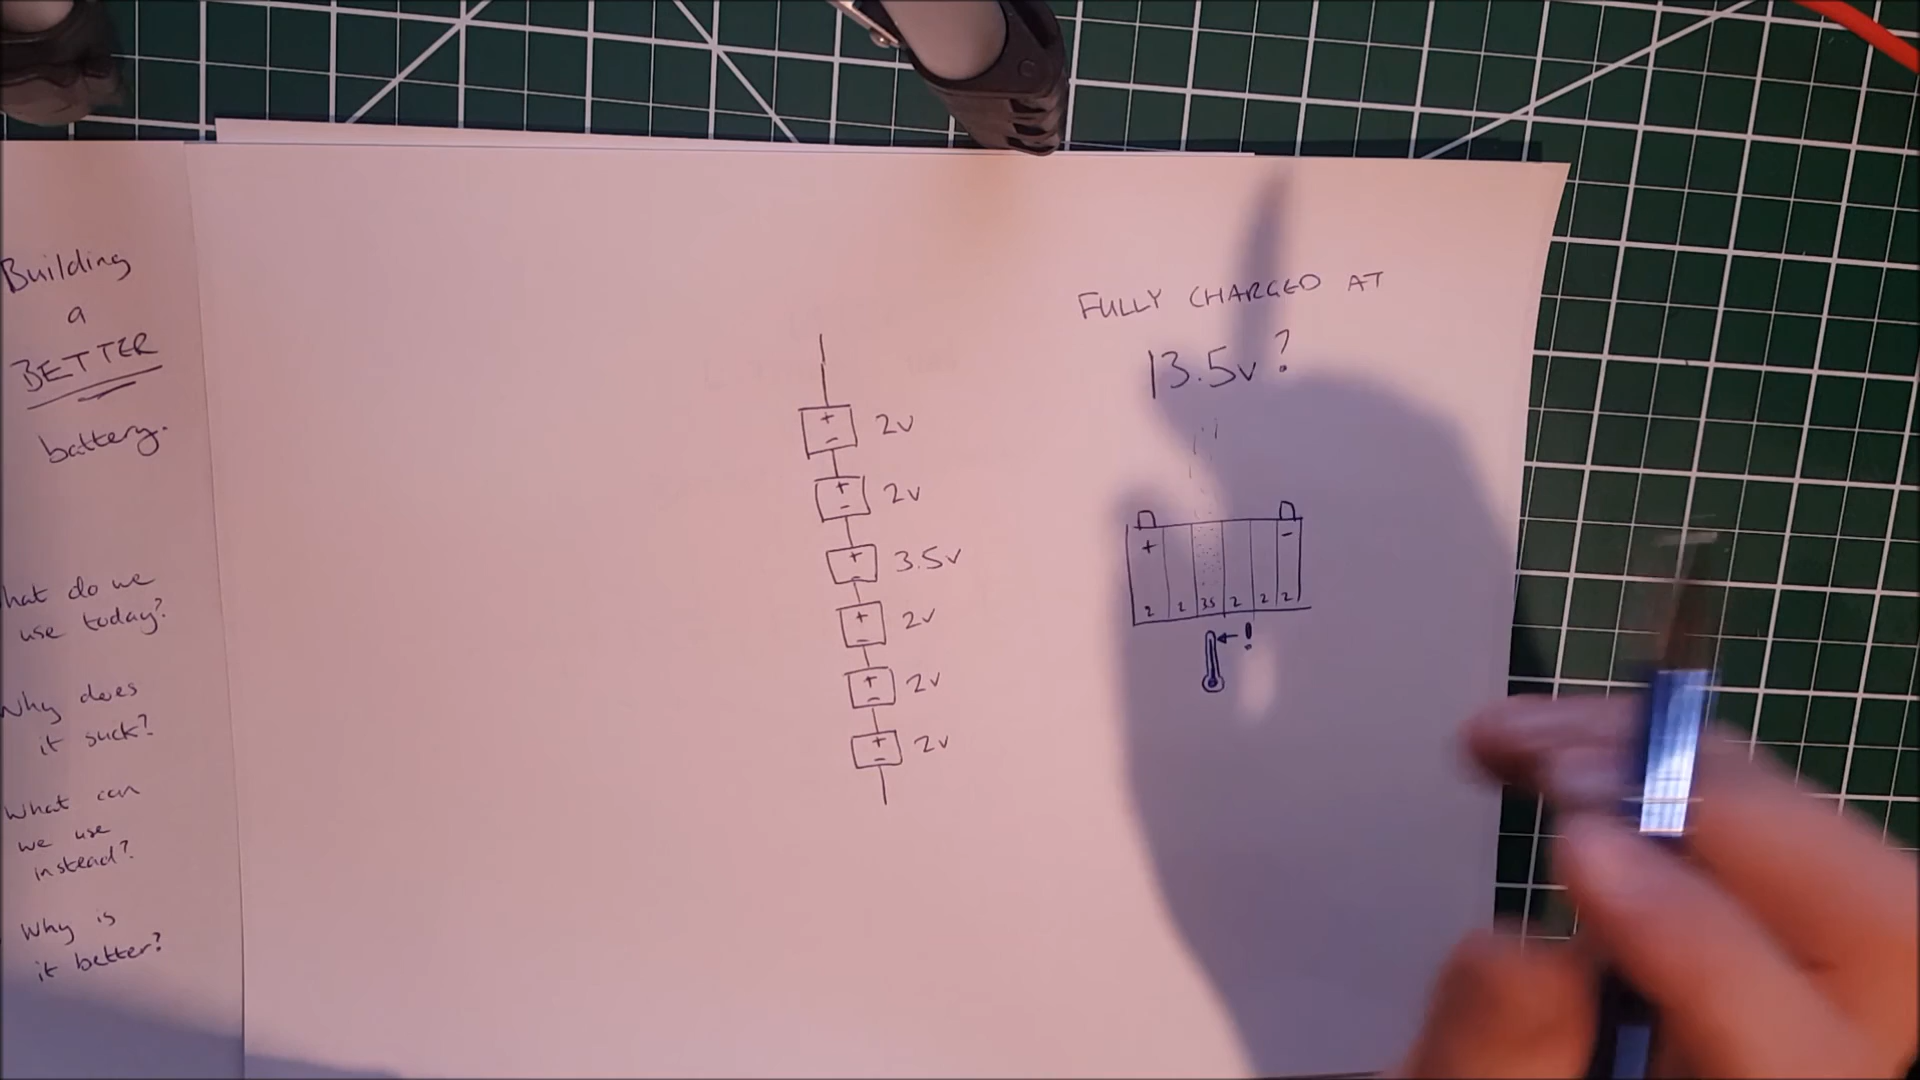 Building
a
BETTER
battery.
hat do we
use today?
Why does
it suck?
What can
we use
instead?
Why is
it better?
+
-
2v
+
-
2v
+
-
3.5v
+
-
2v
+
-
2v
+
-
2v
FULLY CHARGED AT
13.5v?
+ -
2 2 3.5 2 2 2
!